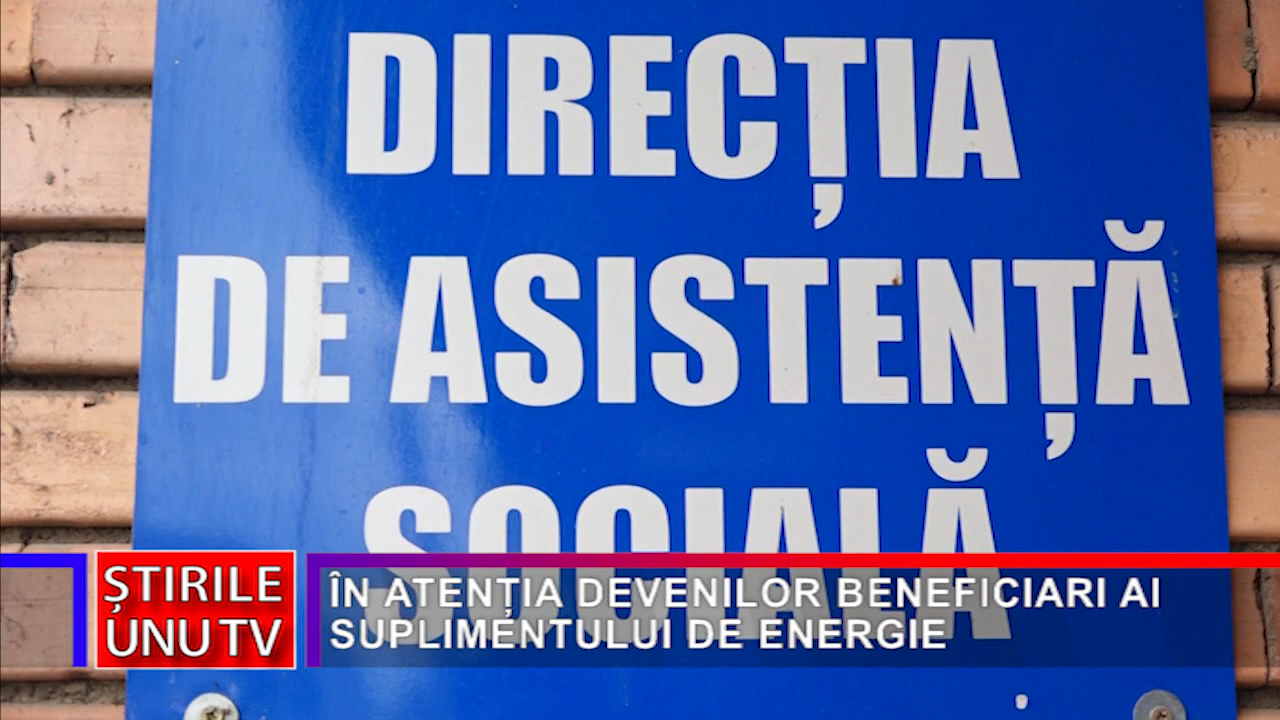 DIRECȚIA
DE ASISTENȚĂ
SOCIALĂ
ȘTIRILE
UNU TV
ÎN ATENȚIA DEVENILOR BENEFICIARI AI
SUPLIMENTULUI DE ENERGIE